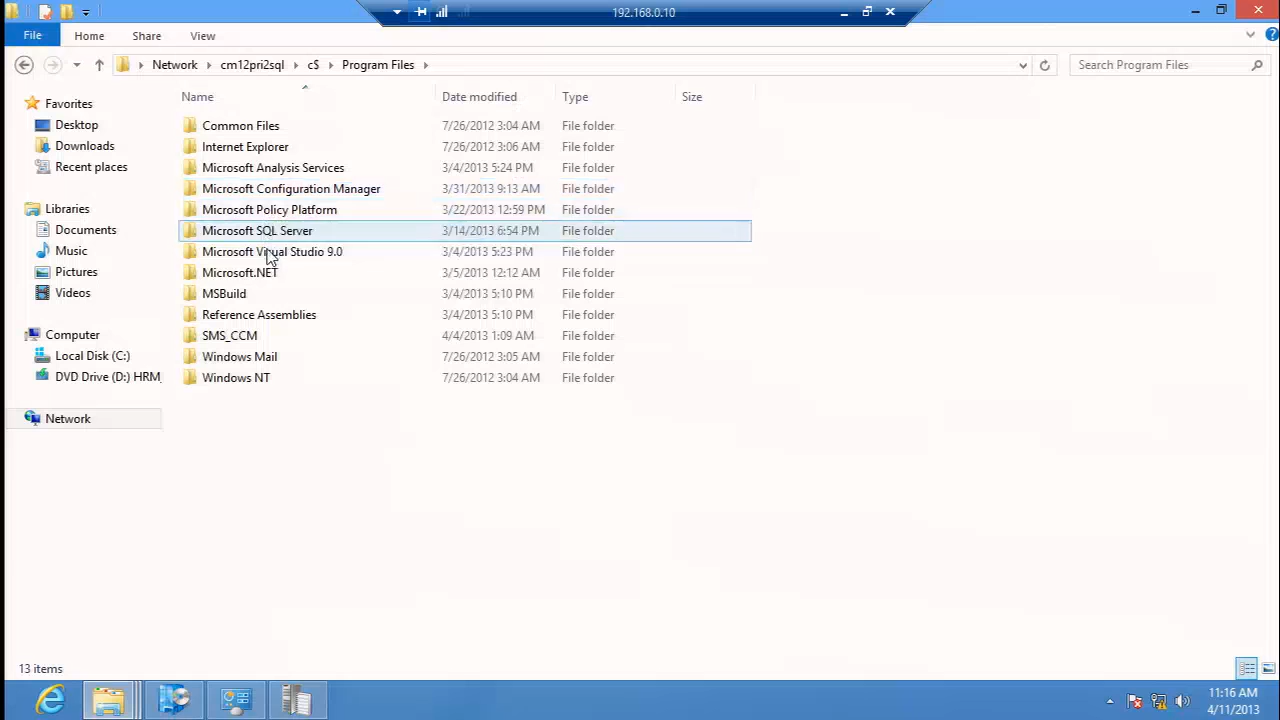 192.168.0.10
File Home Share View
Network cm12pri2sql c$ Program Files
Search Program Files
Name Date modified Type Size
Favorites
Desktop
Downloads
Recent places
Libraries
Documents
Music
Pictures
Videos
Computer
Local Disk (C:)
DVD Drive (D:) HRM
Network
Common Files 7/26/2012 3:04 AM File folder
Internet Explorer 7/26/2012 3:06 AM File folder
Microsoft Analysis Services 3/4/2013 5:24 PM File folder
Microsoft Configuration Manager 3/31/2013 9:13 AM File folder
Microsoft Policy Platform 3/22/2013 12:59 PM File folder
Microsoft SQL Server 3/14/2013 6:54 PM File folder
Microsoft Visual Studio 9.0 3/4/2013 5:23 PM File folder
Microsoft.NET 3/5/2013 12:12 AM File folder
MSBuild 3/4/2013 5:10 PM File folder
Reference Assemblies 3/4/2013 5:10 PM File folder
SMS_CCM 4/4/2013 1:09 AM File folder
Windows Mail 7/26/2012 3:05 AM File folder
Windows NT 7/26/2012 3:04 AM File folder
13 items
11:16 AM
4/11/2013